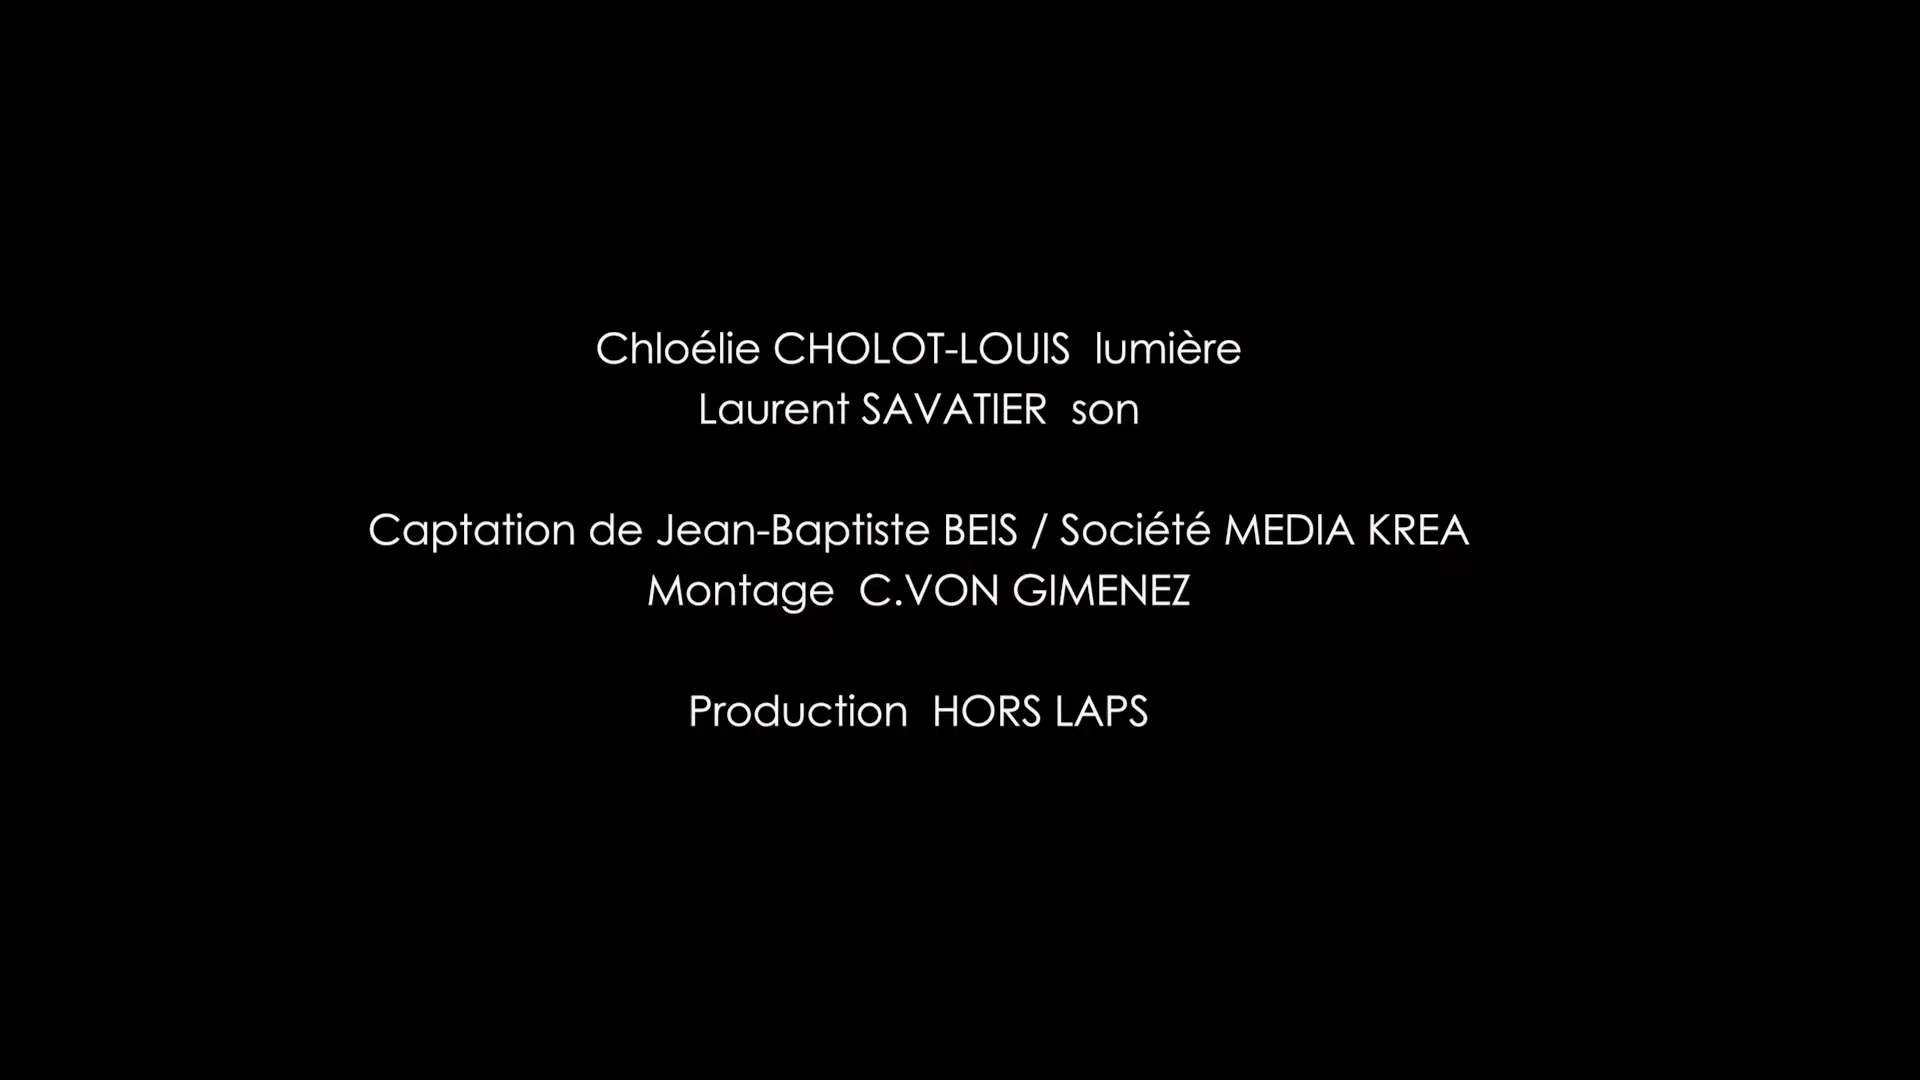 Chloélie CHOLOT-LOUIS  lumière
Laurent SAVATIER  son
Captation de Jean-Baptiste BEIS / Société MEDIA KREA
Montage  C.VON GIMENEZ
Production  HORS LAPS